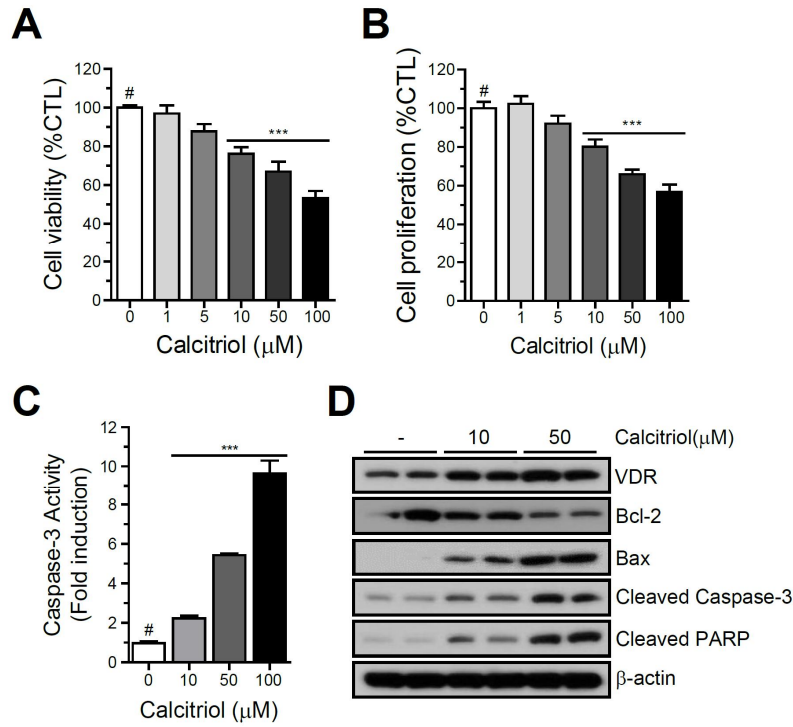 A
Cell viability (%CTL)
120
100
80
60
40
20
0
#
***
0 1 5 10 50 100
Calcitriol (μM)
B
Cell proliferation (%CTL)
120
100
80
60
40
20
0
#
***
0 1 5 10 50 100
Calcitriol (μM)
C
Caspase-3 Activity
(Fold induction)
12
10
8
6
4
2
0
#
***
0 10 50 100
Calcitriol (μM)
D
- 10 50 Calcitriol(μM)
VDR
Bcl-2
Bax
Cleaved Caspase-3
Cleaved PARP
β-actin